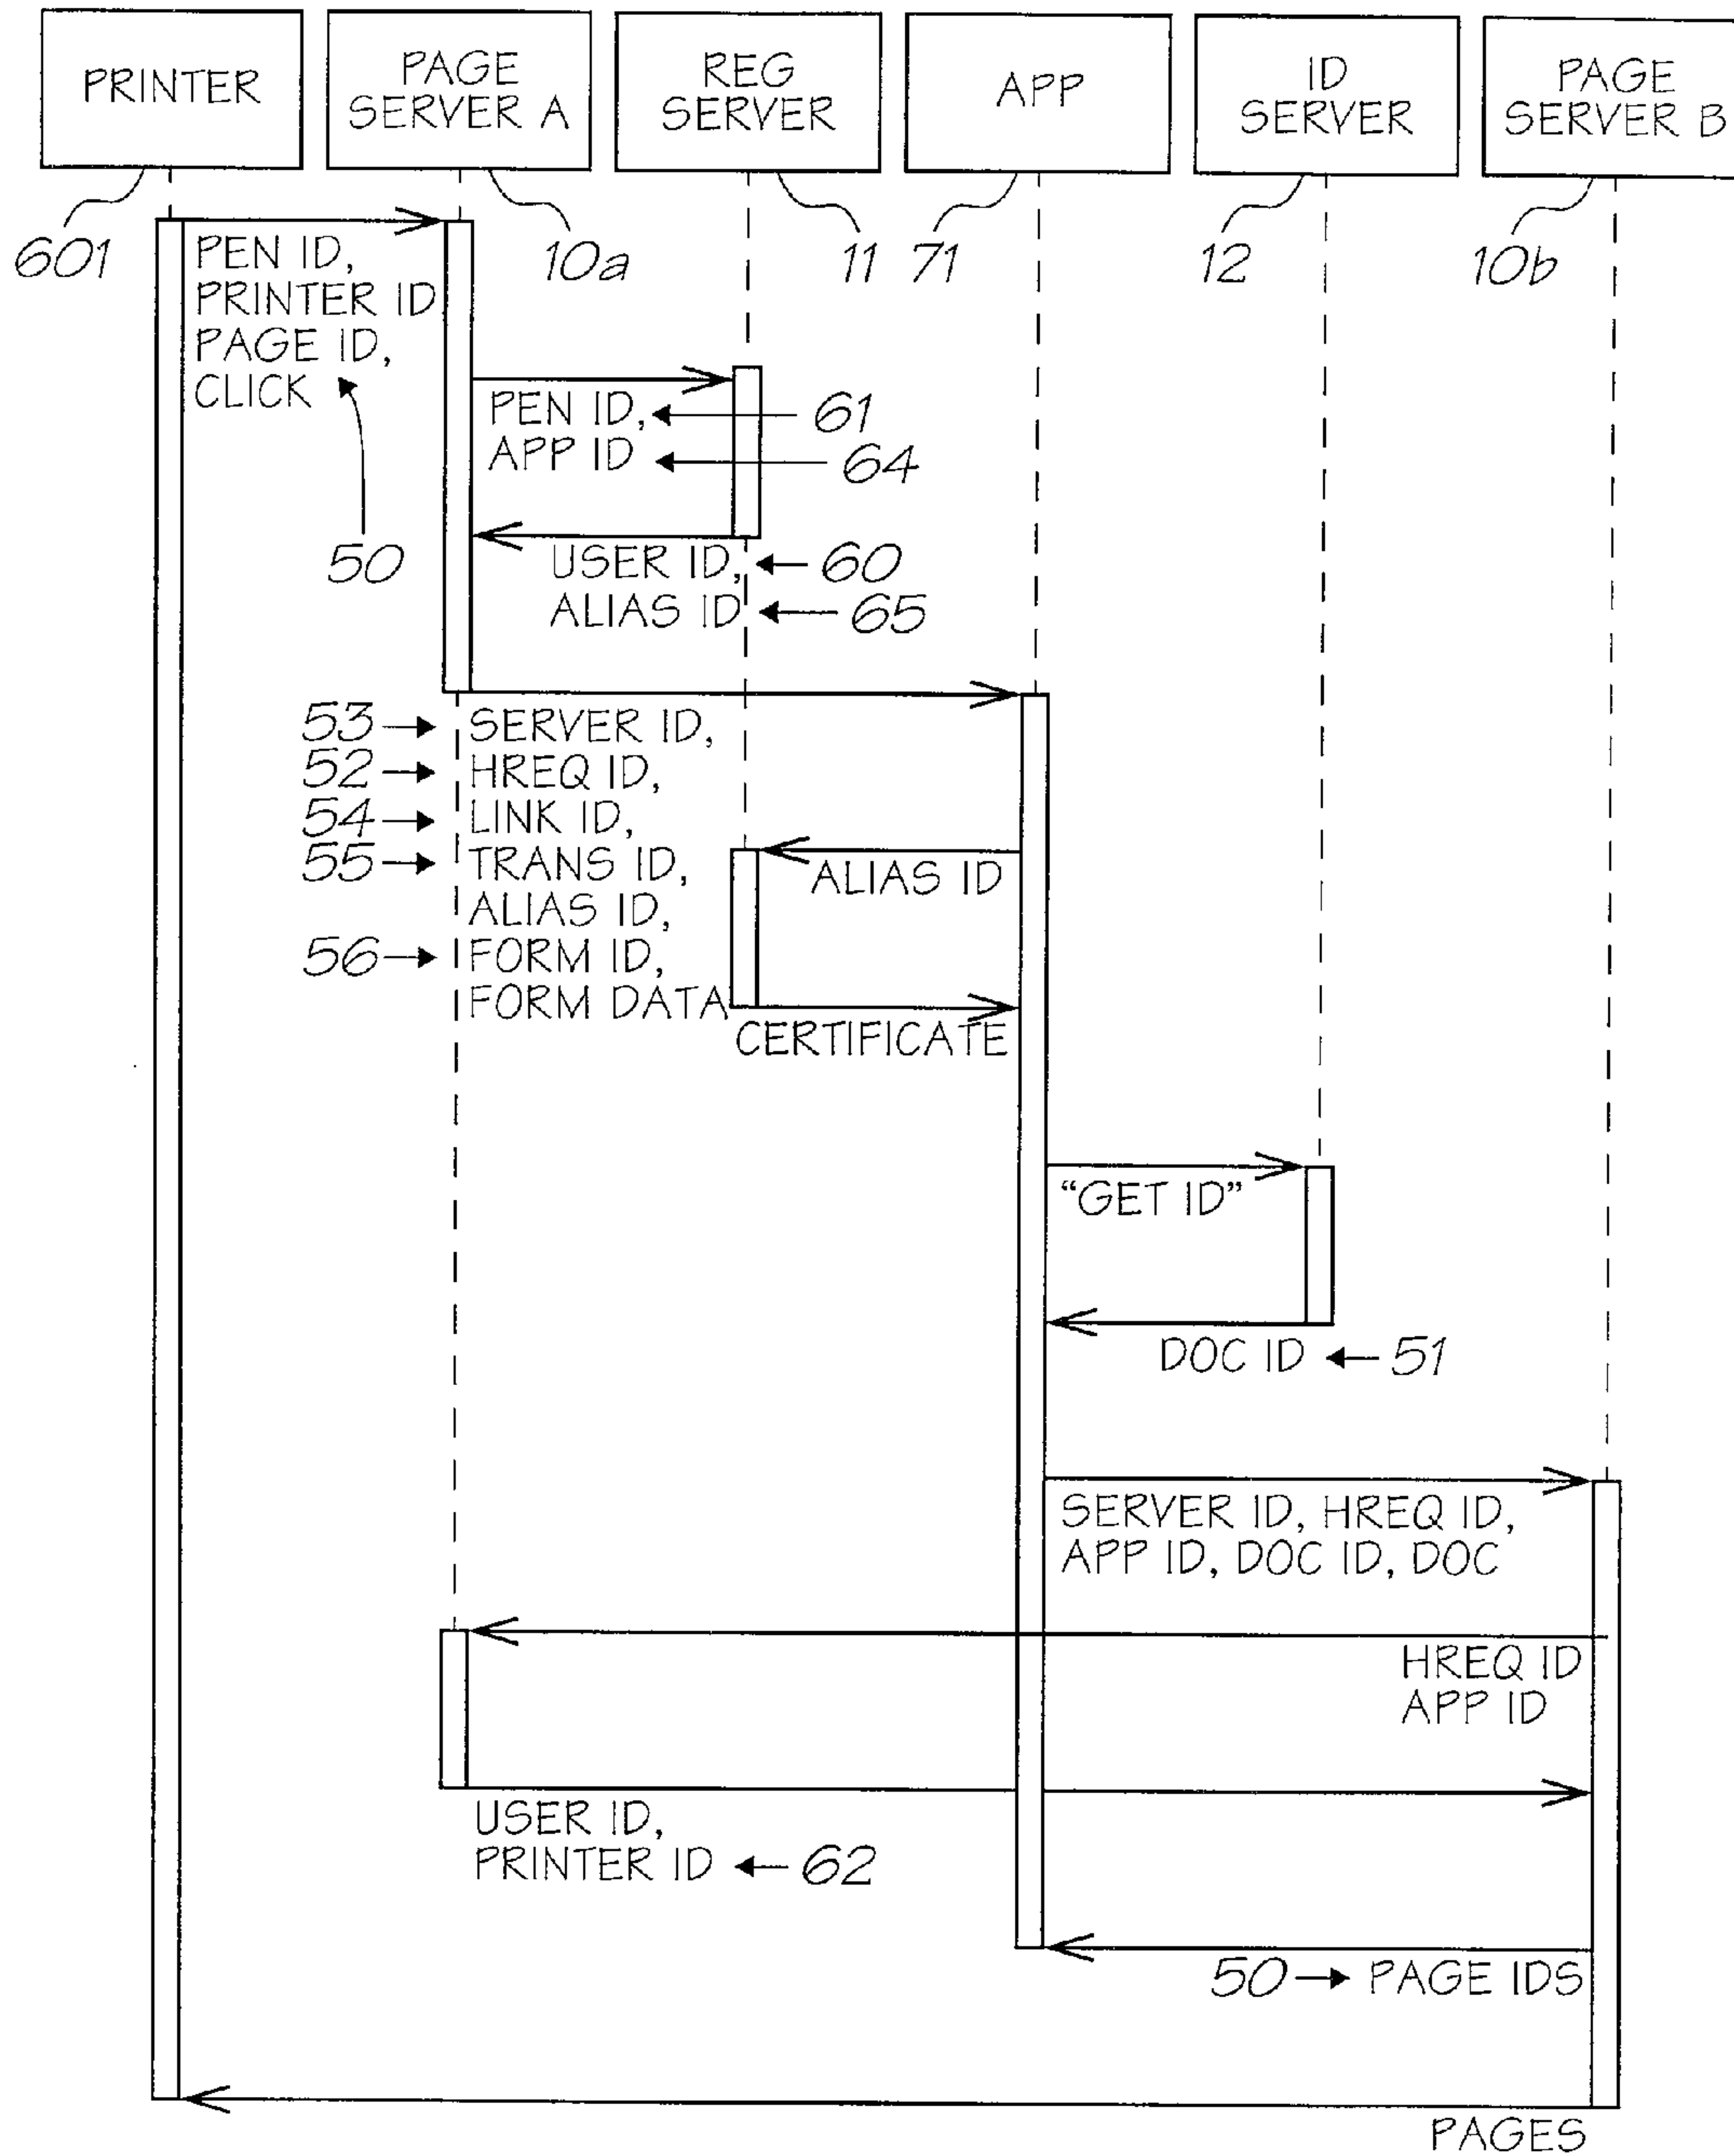 PRINTER
PAGE
SERVER A
REG
SERVER
APP
ID
SERVER
PAGE
SERVER B
601
10a
11
71
12
10b
PEN ID,
PRINTER ID
PAGE ID,
CLICK
50
PEN ID, 61
APP ID 64
USER ID, 60
ALIAS ID 65
53 SERVER ID,
52 HREQ ID,
54 LINK ID,
55 TRANS ID,
ALIAS ID,
56 FORM ID,
FORM DATA
ALIAS ID
CERTIFICATE
“GET ID”
DOC ID 51
SERVER ID, HREQ ID,
APP ID, DOC ID, DOC
HREQ ID
APP ID
USER ID,
PRINTER ID 62
50 PAGE IDS
PAGES